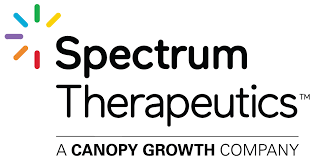 Spectrum
Therapeutics™
A CANOPY GROWTH COMPANY